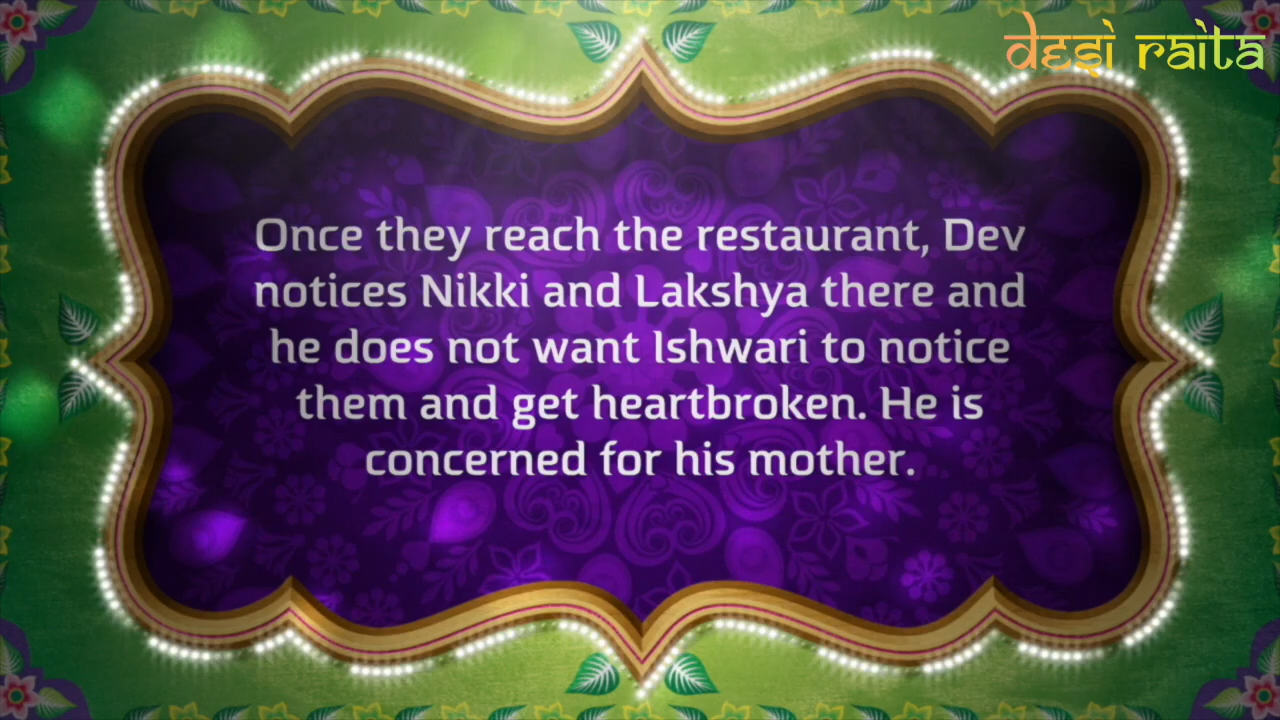 desi raita
Once they reach the restaurant, Dev
notices Nikki and Lakshya there and
he does not want Ishwari to notice
them and get heartbroken. He is
concerned for his mother.